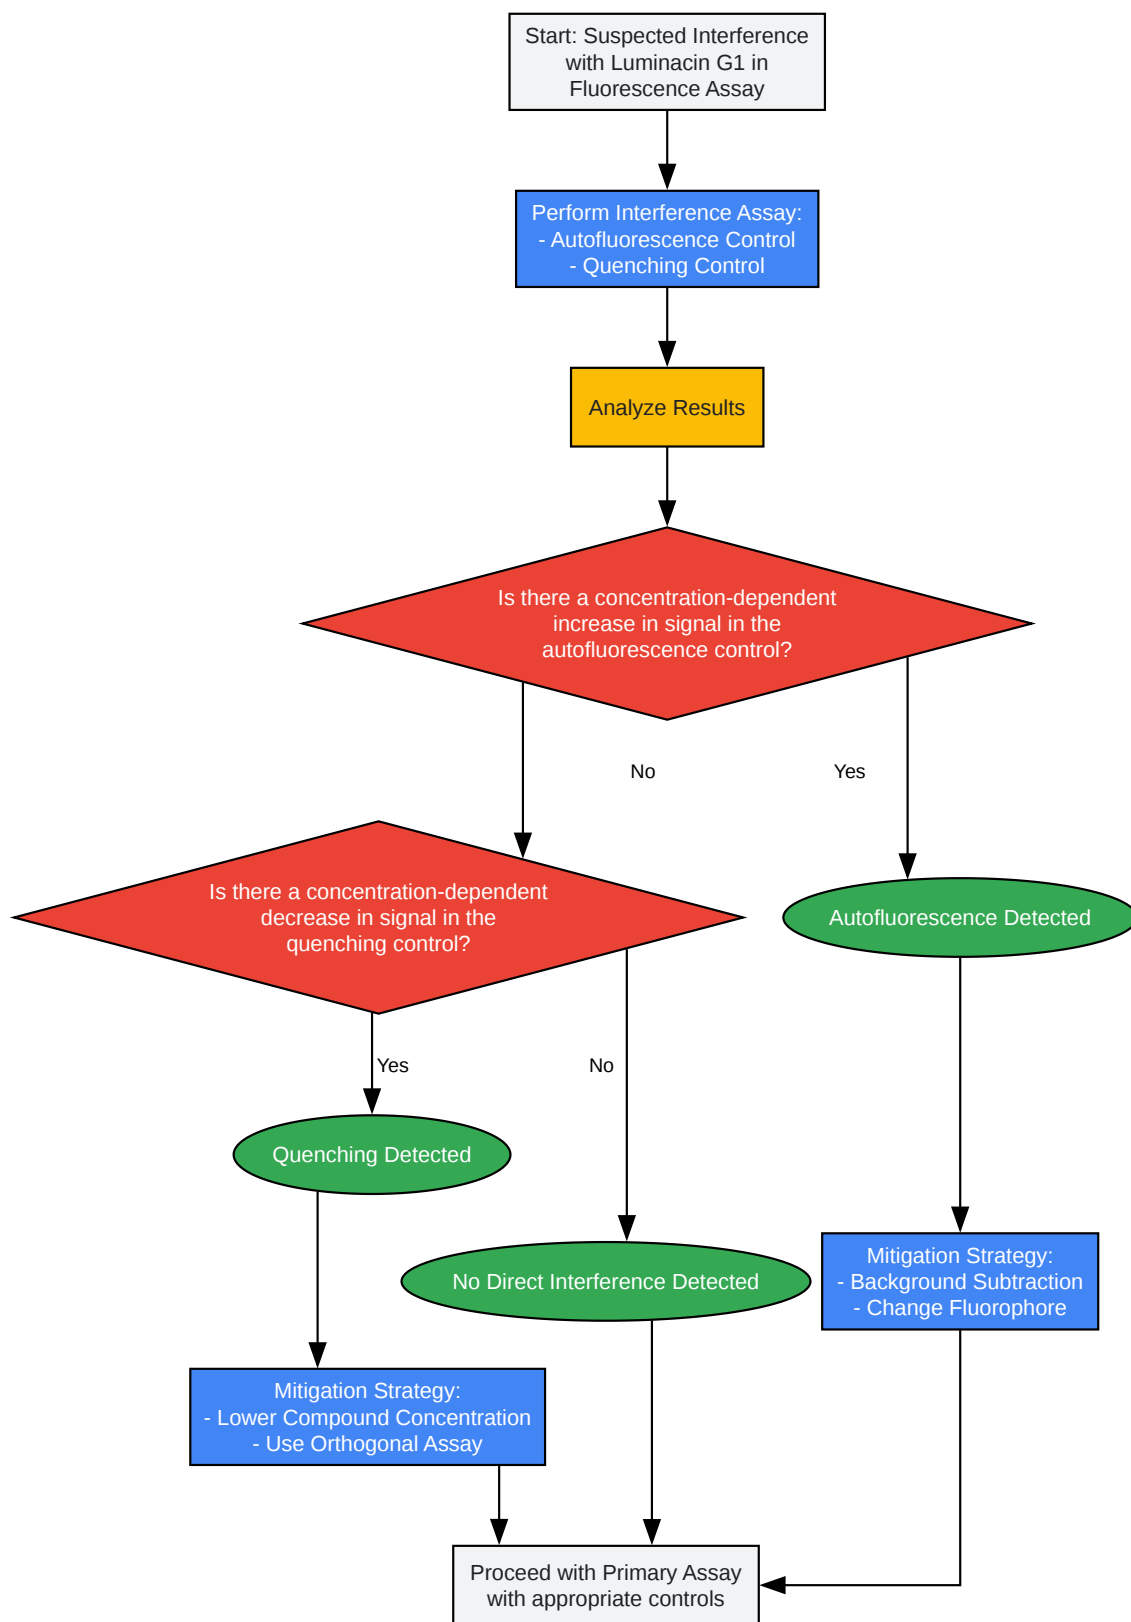 Start: Suspected Interference
with Luminacin G1 in
Fluorescence Assay
Perform Interference Assay:
- Autofluorescence Control
- Quenching Control
Analyze Results
Is there a concentration-dependent
increase in signal in the
autofluorescence control?
No
Yes
Is there a concentration-dependent
decrease in signal in the
quenching control?
Autofluorescence Detected
Yes
No
Quenching Detected
No Direct Interference Detected
Mitigation Strategy:
- Background Subtraction
- Change Fluorophore
Mitigation Strategy:
- Lower Compound Concentration
- Use Orthogonal Assay
Proceed with Primary Assay
with appropriate controls